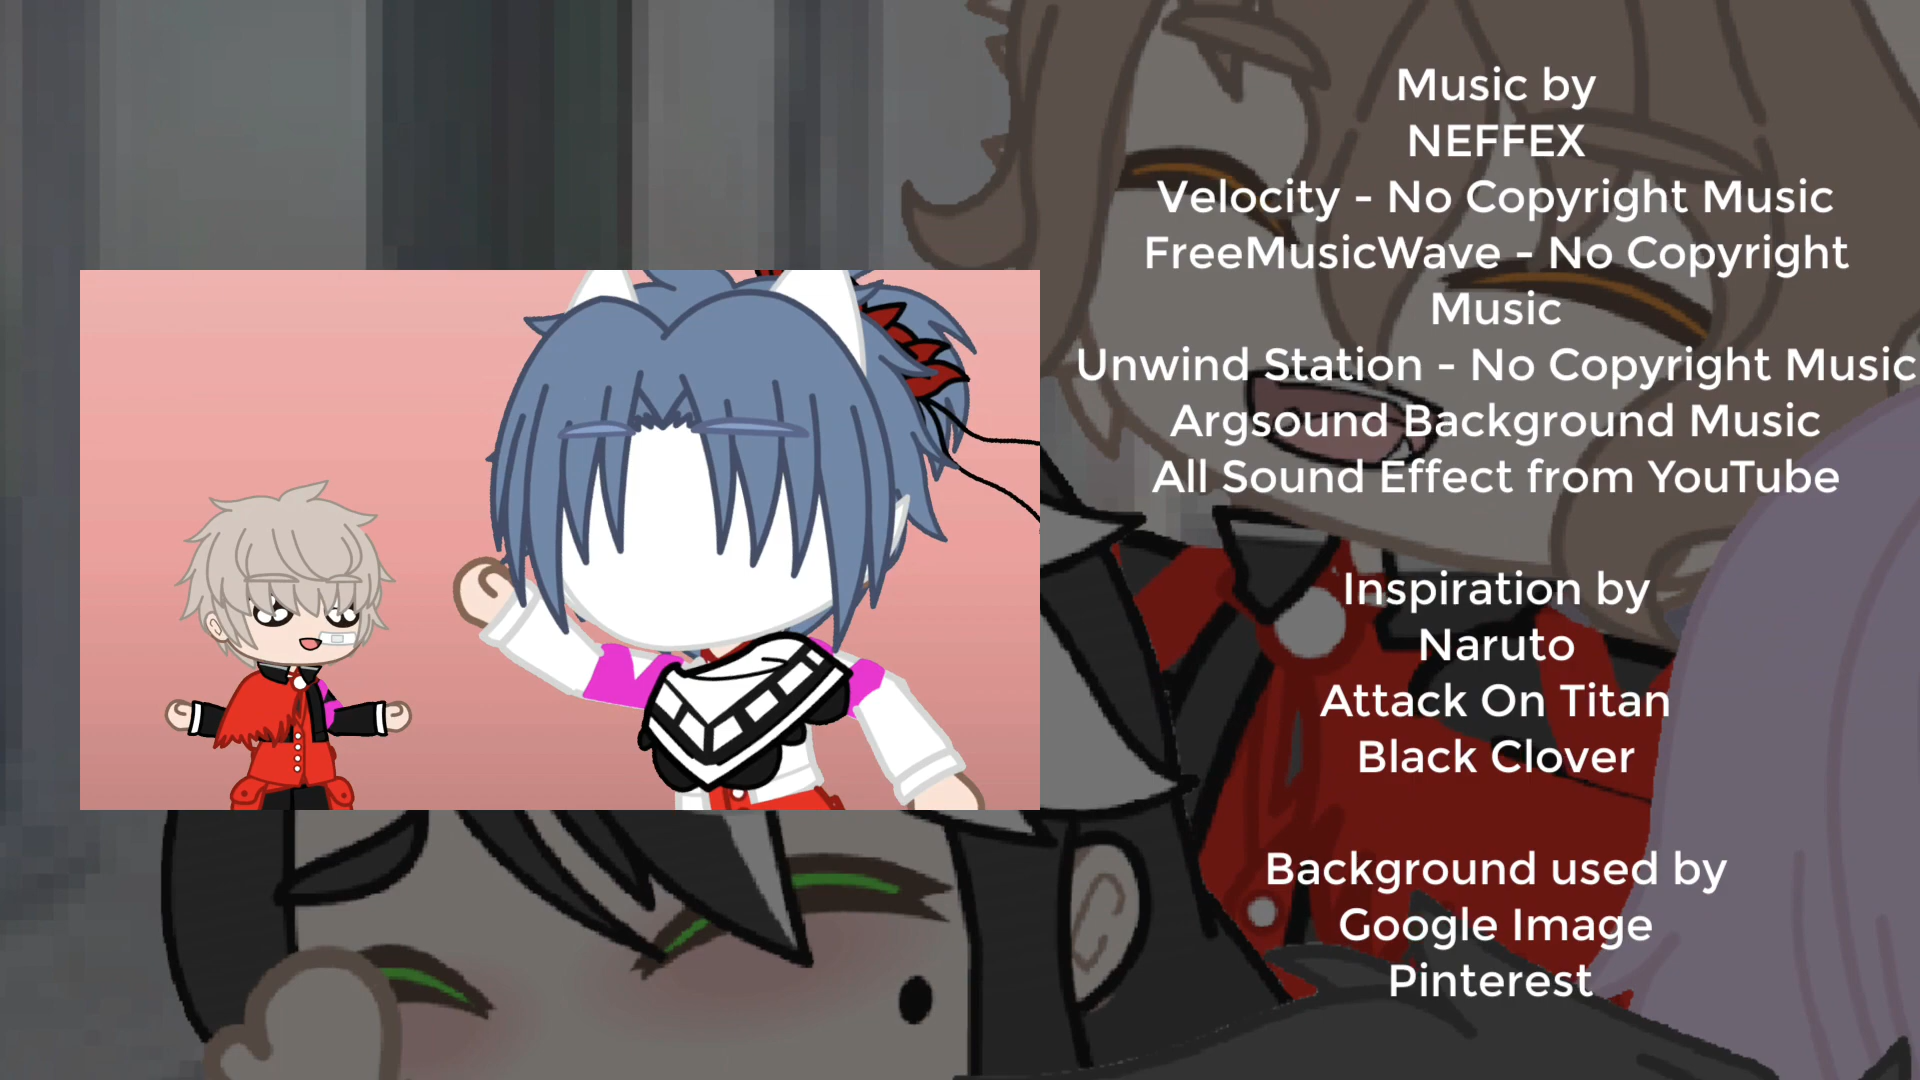 Music by
NEFFEX
Velocity - No Copyright Music
FreeMusicWave - No Copyright
Music
Unwind Station - No Copyright Music
Argsound Background Music
All Sound Effect from YouTube
Inspiration by
Naruto
Attack On Titan
Black Clover
Background used by
Google Image
Pinterest